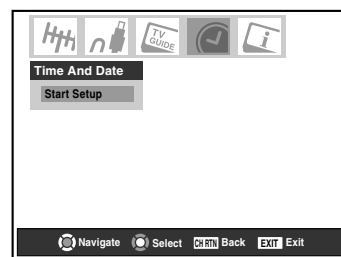 TV GUIDE
Time And Date
Start Setup
Navigate Select CH RTN Back EXIT Exit